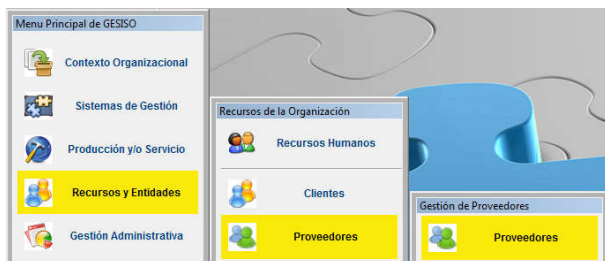 Menu Principal de GESISO
Contexto Organizacional
Sistemas de Gestión
Producción y/o Servicio
Recursos y Entidades
Gestión Administrativa
Recursos de la Organización
Recursos Humanos
Clientes
Proveedores
Gestión de Proveedores
Proveedores